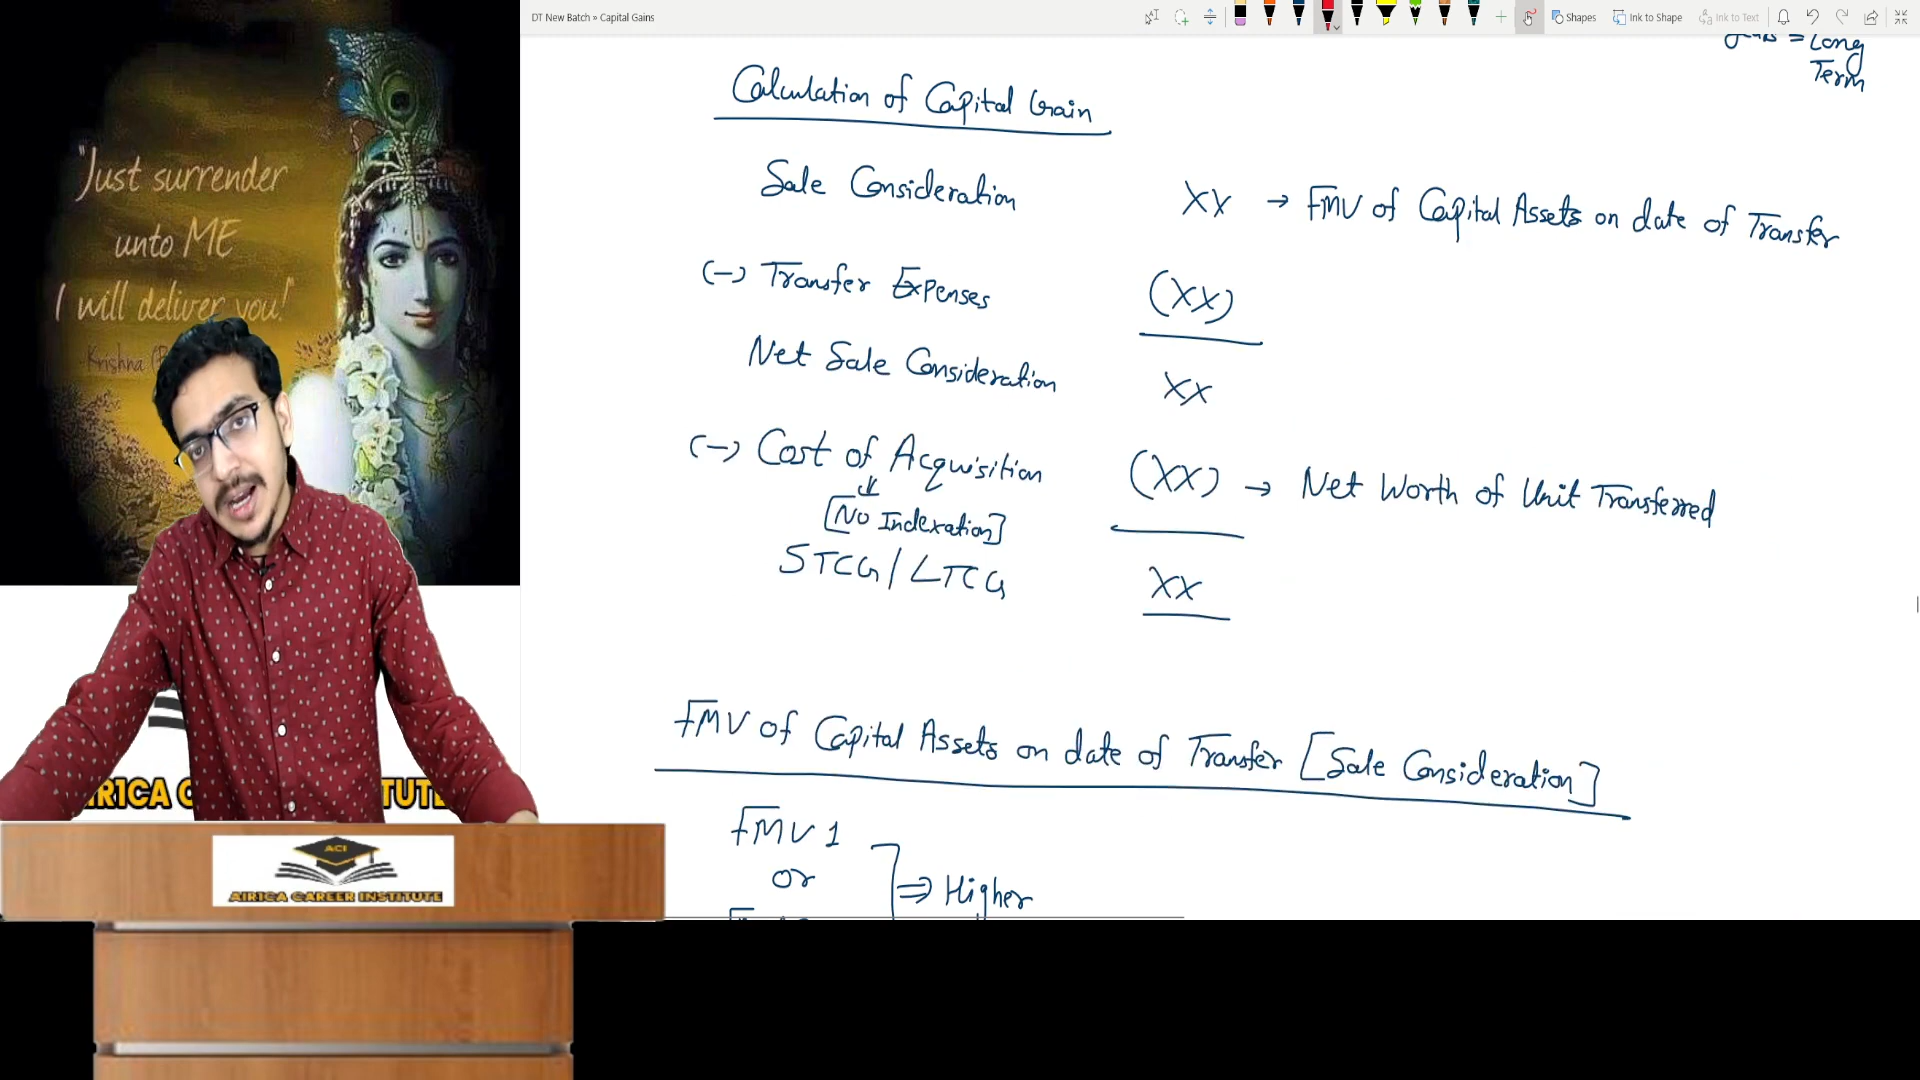 DT New Batch » Capital Gains
Shapes
Ink to Shape
Ink to Text
= Long
Term
"Just surrender
unto ME
I will deliver you!"
Krishna
Calculation of Capital Gain
Sale Consideration XX → FMV of Capital Assets on date of Transfer
(-) Transfer Expenses (XX)
Net Sale Consideration XX
(-) Cost of Acquisition (XX) → Net Worth of Unit Transferred
[No Indexation]
STCG/LTCG XX
FMV of Capital Assets on date of Transfer [Sale Consideration]
FMV 1
or
⇒ Higher
ACI
AIRICA CAREER INSTITUTE